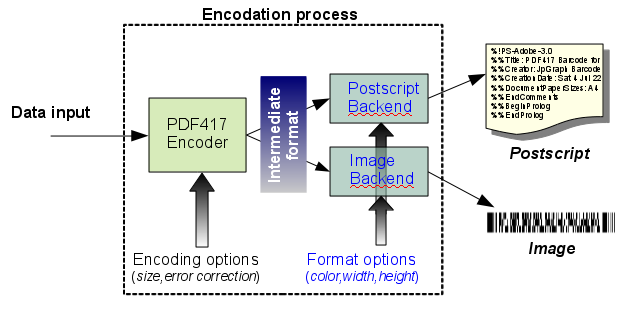 Encodation process
%!PS-Adobe-3.0
%%Title: PDF417 Barcode for
%%Creator: JpGraph Barcode
%%CreationDate: Sat 4 Jul 22
%%DocumentPaperSizes: A4
%%EndComments
%%BeginProlog
%%EndProlog
Postscript
Data input
PDF417
Encoder
Intermediate
format
Postscript
Backend
Image
Backend
Image
Encoding options
(size,error correction)
Format options
(color,width,height)